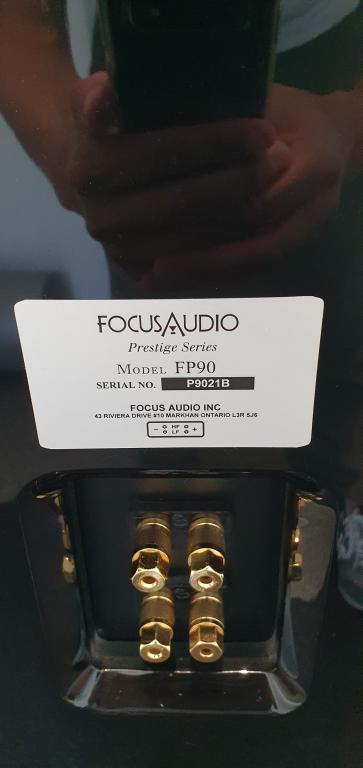 FOCUSAUDIO
Prestige Series
MODEL FP90
SERIAL NO. P9021B
FOCUS AUDIO INC
43 RIVIERA DRIVE #10 MARKHAN ONTARIO L3R 5J6
− HF +
LF